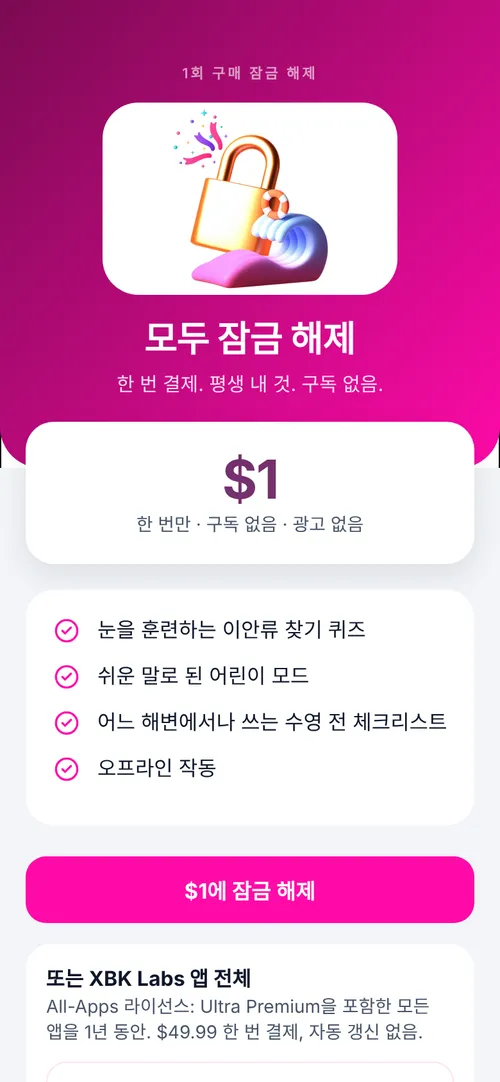 1회 구매 잠금 해제
모두 잠금 해제
한 번 결제. 평생 내 것. 구독 없음.
$1
한 번만 · 구독 없음 · 광고 없음
눈을 훈련하는 이안류 찾기 퀴즈
쉬운 말로 된 어린이 모드
어느 해변에서나 쓰는 수영 전 체크리스트
오프라인 작동
$1에 잠금 해제
또는 XBK Labs 앱 전체
All-Apps 라이선스: Ultra Premium을 포함한 모든
앱을 1년 동안. $49.99 한 번 결제, 자동 갱신 없음.